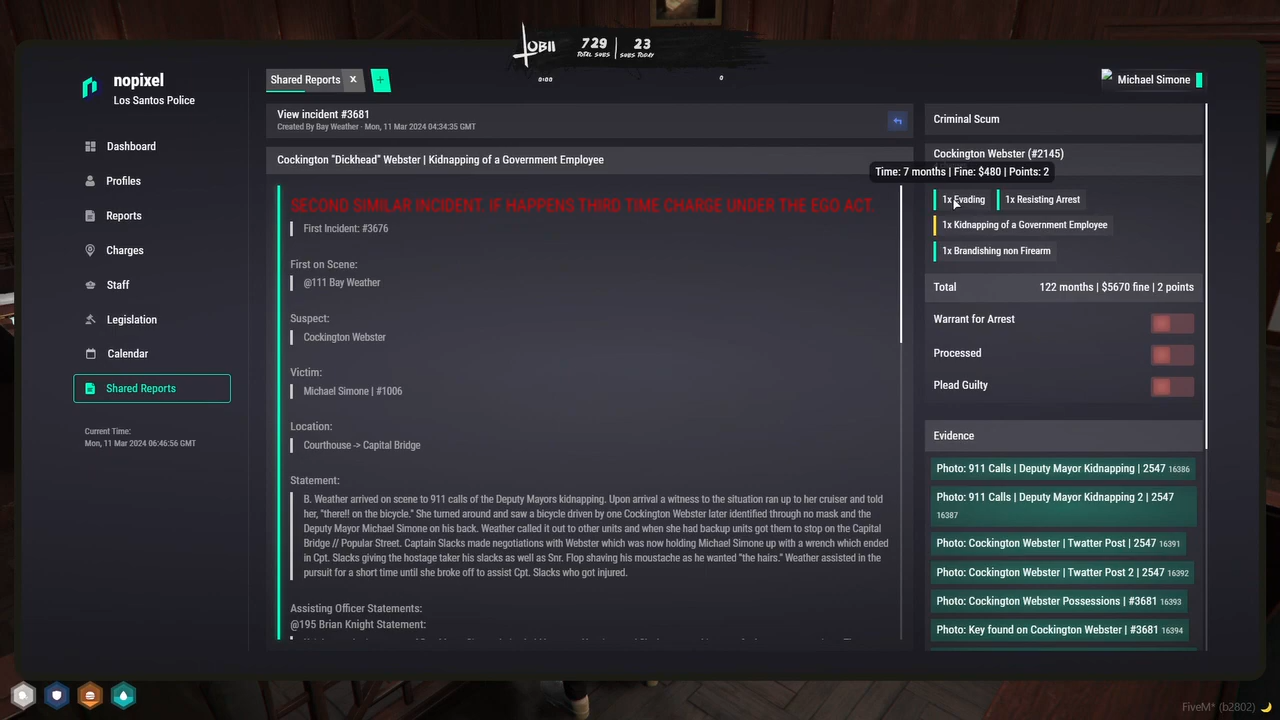 LOBII
729
TOTAL SUBS
23
SUBS TODAY
0:00
0
nopixel
Los Santos Police
Dashboard
Profiles
Reports
Charges
Staff
Legislation
Calendar
Shared Reports
Current Time:
Mon, 11 Mar 2024 06:46:56 GMT
Shared Reports x
+
Michael Simone
View incident #3681
Created By Bay Weather · Mon, 11 Mar 2024 04:34:35 GMT
Cockington "Dickhead" Webster | Kidnapping of a Government Employee
SECOND SIMILAR INCIDENT. IF HAPPENS THIRD TIME CHARGE UNDER THE EGO ACT.
First Incident: #3676
First on Scene:
@111 Bay Weather
Suspect:
Cockington Webster
Victim:
Michael Simone | #1006
Location:
Courthouse -> Capital Bridge
Statement:
B. Weather arrived on scene to 911 calls of the Deputy Mayors kidnapping. Upon arrival a witness to the situation ran up to her cruiser and told
her, "there!! on the bicycle." She turned around and saw a bicycle driven by one Cockington Webster later identified through no mask and the
Deputy Mayor Michael Simone on his back. Weather called it out to other units and when she had backup units got them to stop on the Capital
Bridge // Popular Street. Captain Slacks made negotiations with Webster which was now holding Michael Simone up with a wrench which ended
in Cpt. Slacks giving the hostage taker his slacks as well as Snr. Flop shaving his moustache as he wanted "the hairs." Weather assisted in the
pursuit for a short time until she broke off to assist Cpt. Slacks who got injured.
Assisting Officer Statements:
@195 Brian Knight Statement:
Criminal Scum
Cockington Webster (#2145)
Time: 7 months | Fine: $480 | Points: 2
1x Evading
1x Resisting Arrest
1x Kidnapping of a Government Employee
1x Brandishing non Firearm
Total 122 months | $5670 fine | 2 points
Warrant for Arrest
Processed
Plead Guilty
Evidence
Photo: 911 Calls | Deputy Mayor Kidnapping | 2547 16386
Photo: 911 Calls | Deputy Mayor Kidnapping 2 | 2547
16387
Photo: Cockington Webster | Twatter Post | 2547 16391
Photo: Cockington Webster | Twatter Post 2 | 2547 16392
Photo: Cockington Webster Possessions | #3681 16393
Photo: Key found on Cockington Webster | #3681 16394
FiveM* (b2802)